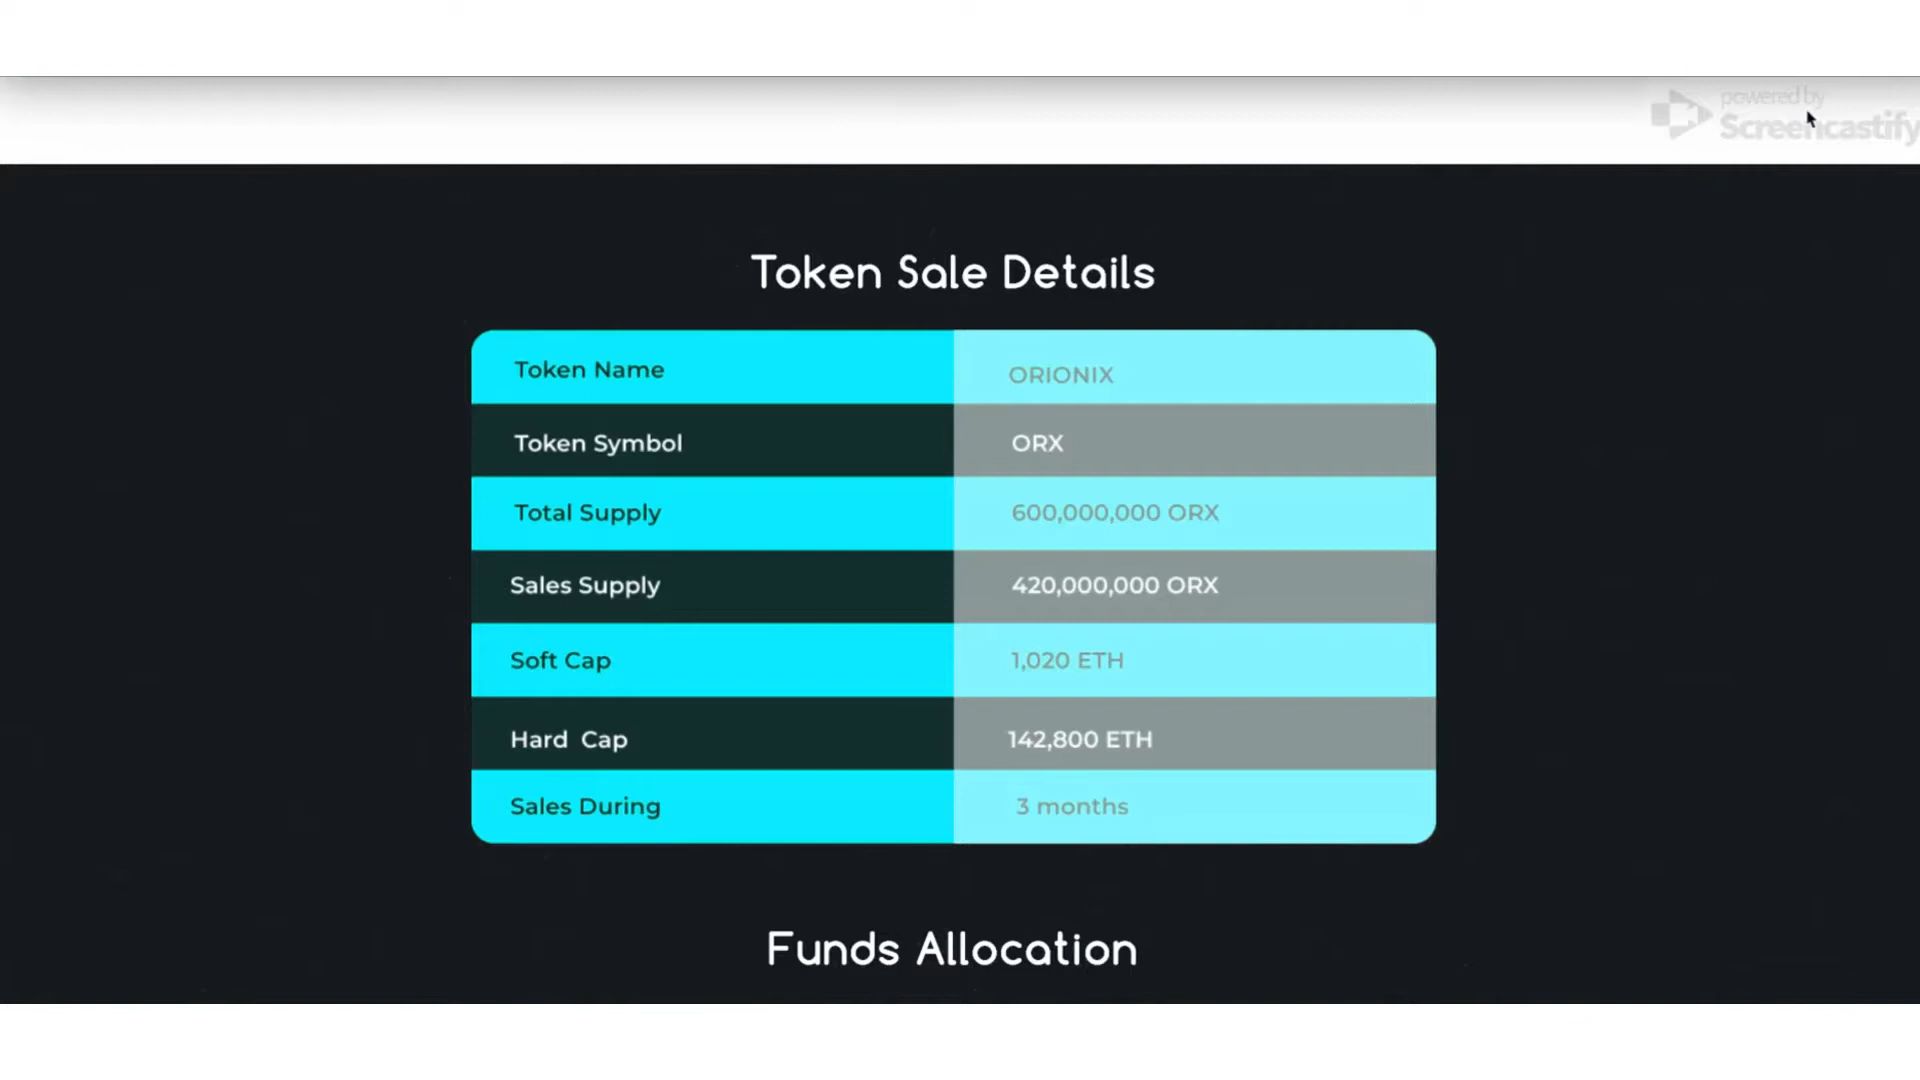 powered by
Screencastify
Token Sale Details
Token Name ORIONIX
Token Symbol ORX
Total Supply 600,000,000 ORX
Sales Supply 420,000,000 ORX
Soft Cap 1,020 ETH
Hard Cap 142,800 ETH
Sales During 3 months
Funds Allocation